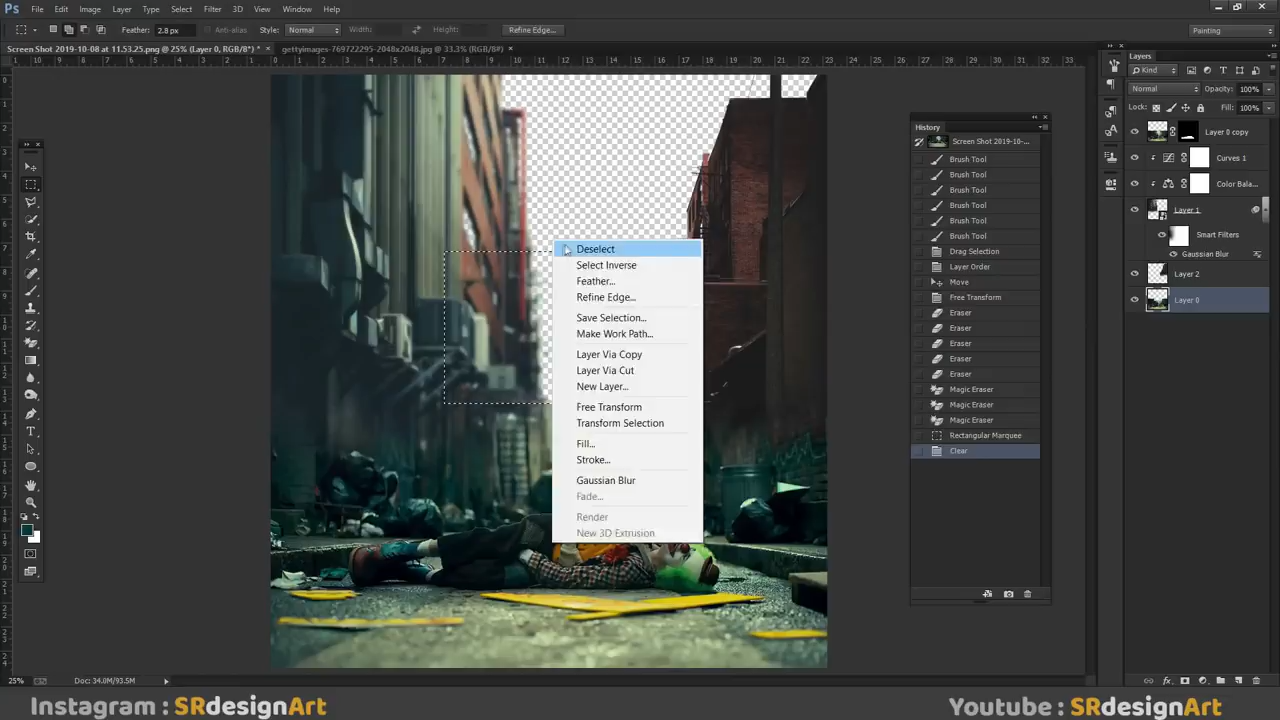 Ps File Edit Image Layer Type Select Filter 3D View Window Help
Feather: 2.8 px Anti-alias Style: Normal Width: Height: Refine Edge... Painting
Screen Shot 2019-10-08 at 11.53.25.png @ 25% (Layer 0, RGB/8*) * × gettyimages-769722295-2048x2048.jpg @ 33.3% (RGB/8#) ×
Layers
Kind
Normal Opacity: 100%
Lock: Fill: 100%
Layer 0 copy
Curves 1
Color Bala...
Layer 1
Smart Filters
Gaussian Blur
Layer 2
Layer 0
History
Screen Shot 2019-10-...
Brush Tool
Brush Tool
Brush Tool
Brush Tool
Brush Tool
Brush Tool
Drag Selection
Layer Order
Move
Free Transform
Eraser
Eraser
Eraser
Eraser
Eraser
Magic Eraser
Magic Eraser
Magic Eraser
Rectangular Marquee
Clear
Deselect
Select Inverse
Feather...
Refine Edge...
Save Selection...
Make Work Path...
Layer Via Copy
Layer Via Cut
New Layer...
Free Transform
Transform Selection
Fill...
Stroke...
Gaussian Blur
Fade...
Render
New 3D Extrusion
25% Doc: 34.0M/93.5M
Instagram : SRdesignArt Youtube : SRdesignArt